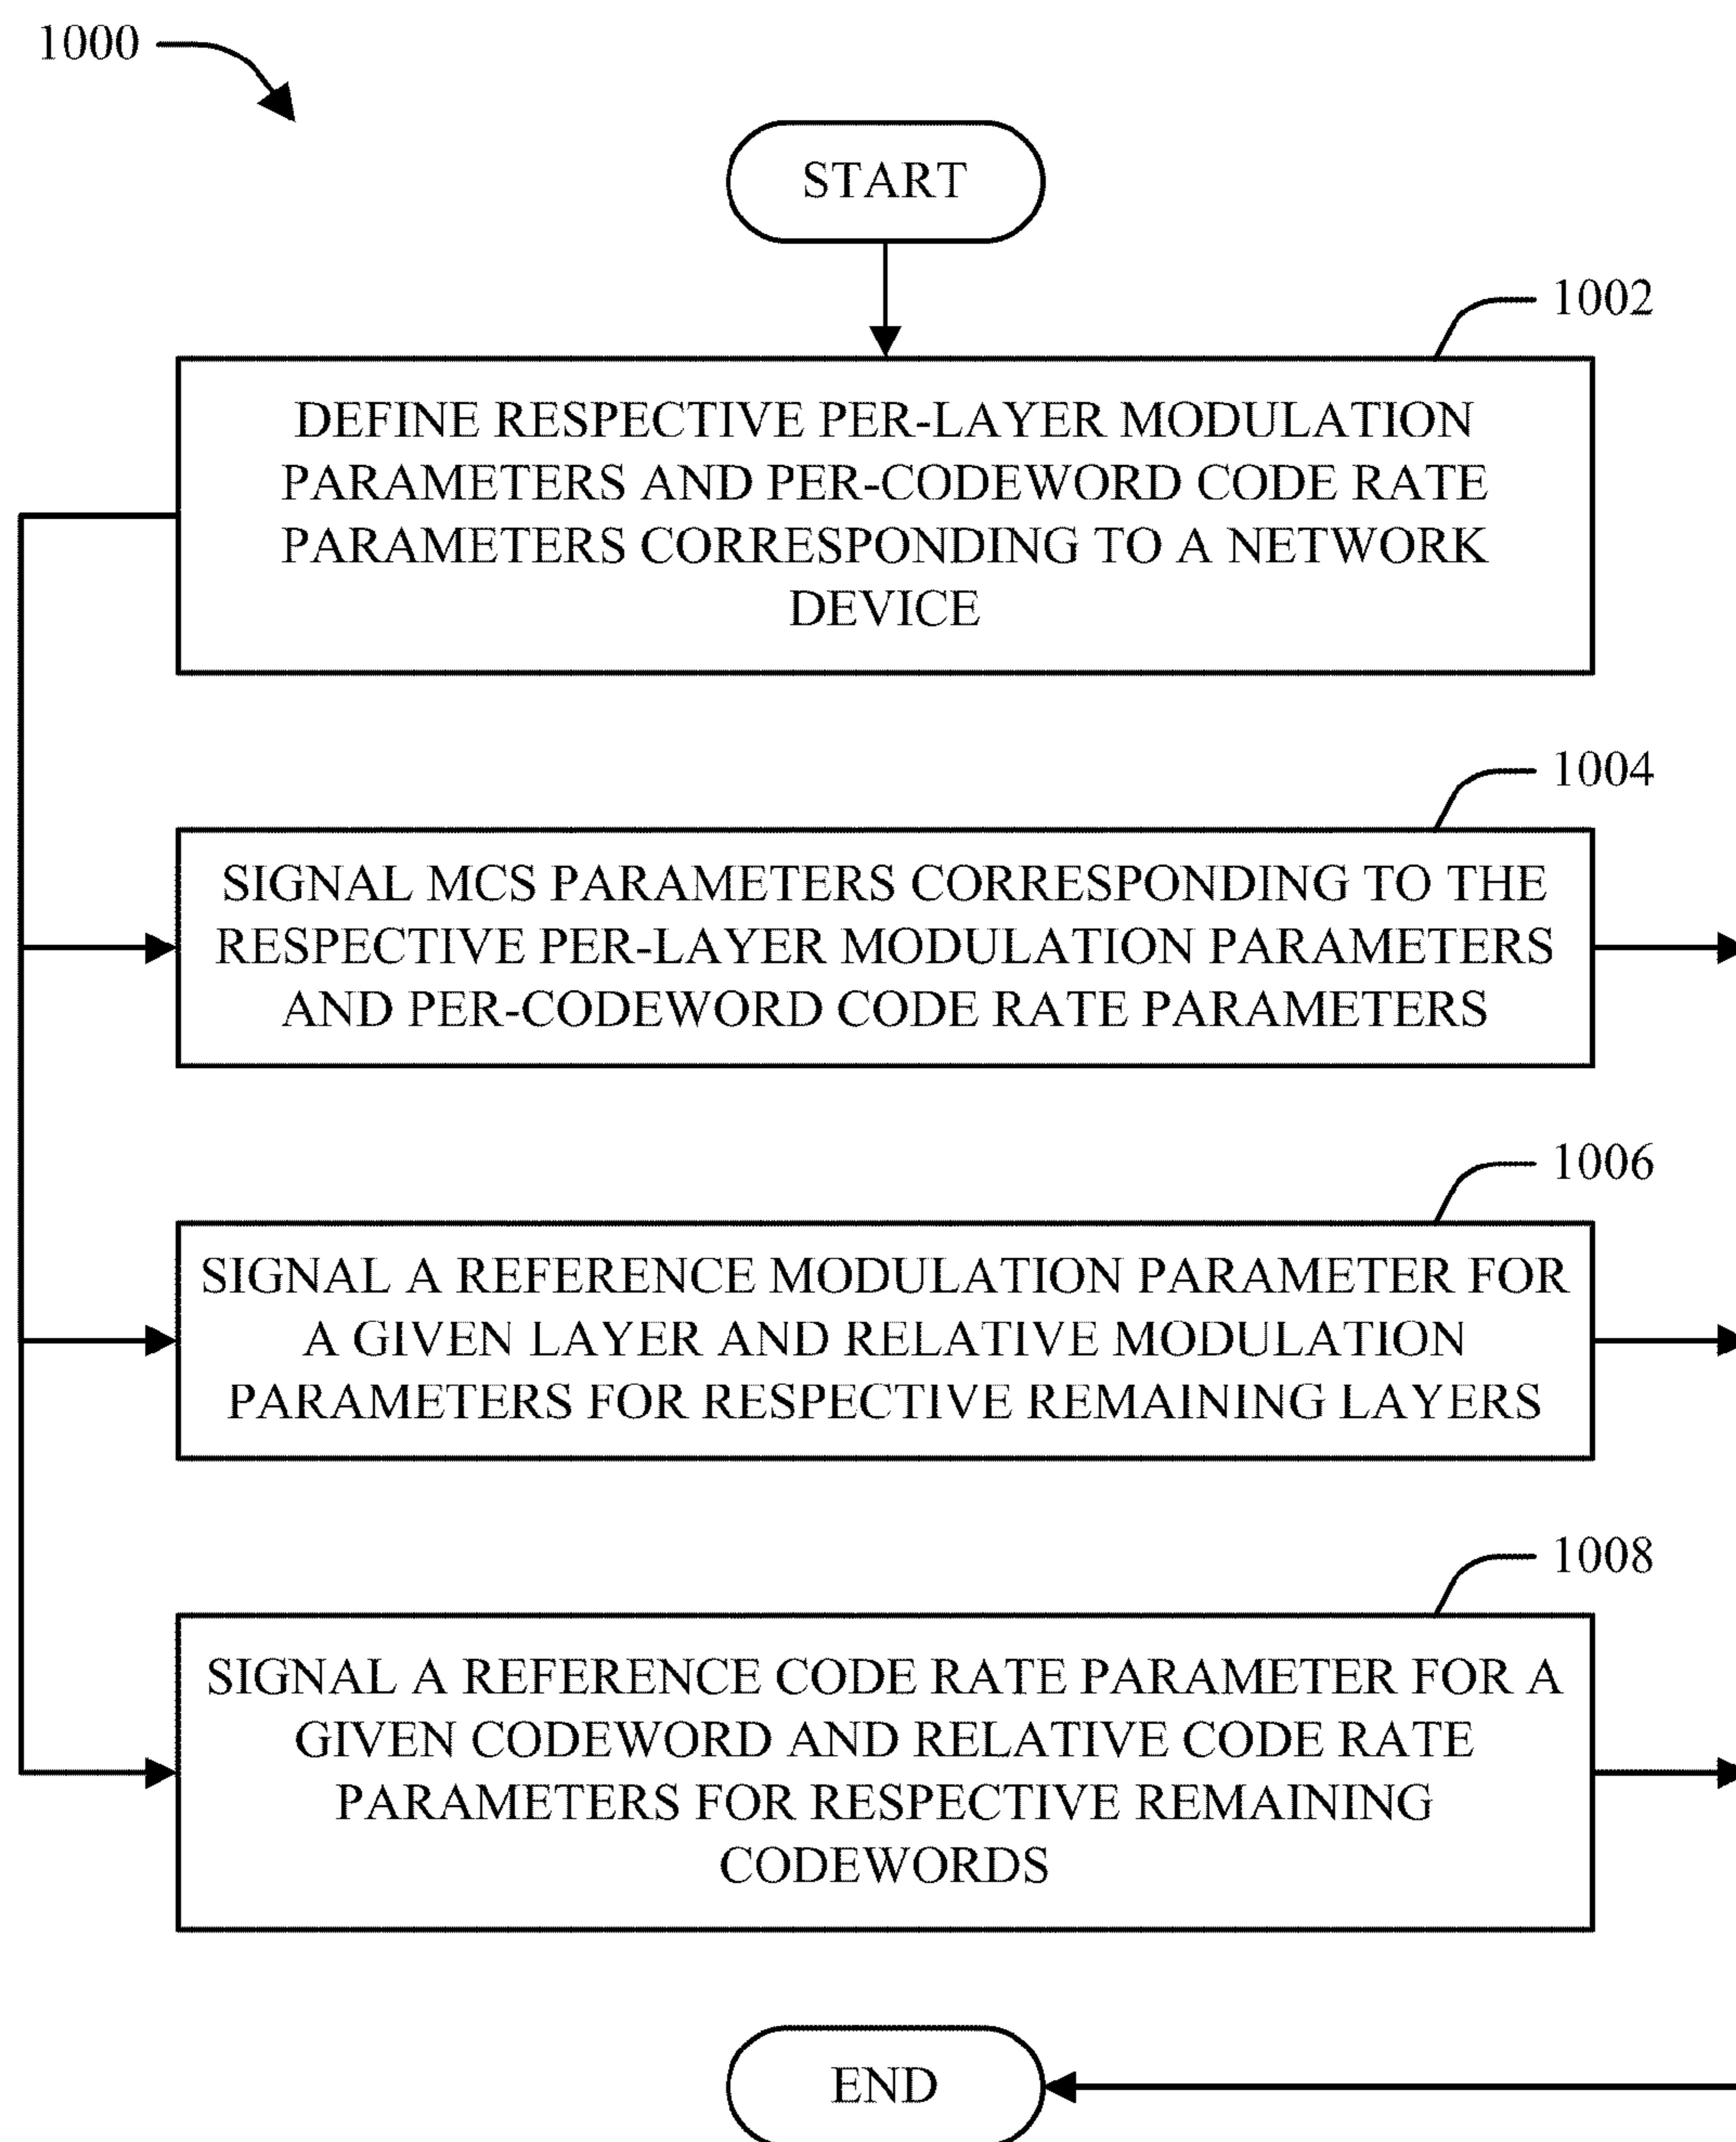 1000
START
1002
DEFINE RESPECTIVE PER-LAYER MODULATION
PARAMETERS AND PER-CODEWORD CODE RATE
PARAMETERS CORRESPONDING TO A NETWORK
DEVICE
1004
SIGNAL MCS PARAMETERS CORRESPONDING TO THE
RESPECTIVE PER-LAYER MODULATION PARAMETERS
AND PER-CODEWORD CODE RATE PARAMETERS
1006
SIGNAL A REFERENCE MODULATION PARAMETER FOR
A GIVEN LAYER AND RELATIVE MODULATION
PARAMETERS FOR RESPECTIVE REMAINING LAYERS
1008
SIGNAL A REFERENCE CODE RATE PARAMETER FOR A
GIVEN CODEWORD AND RELATIVE CODE RATE
PARAMETERS FOR RESPECTIVE REMAINING
CODEWORDS
END